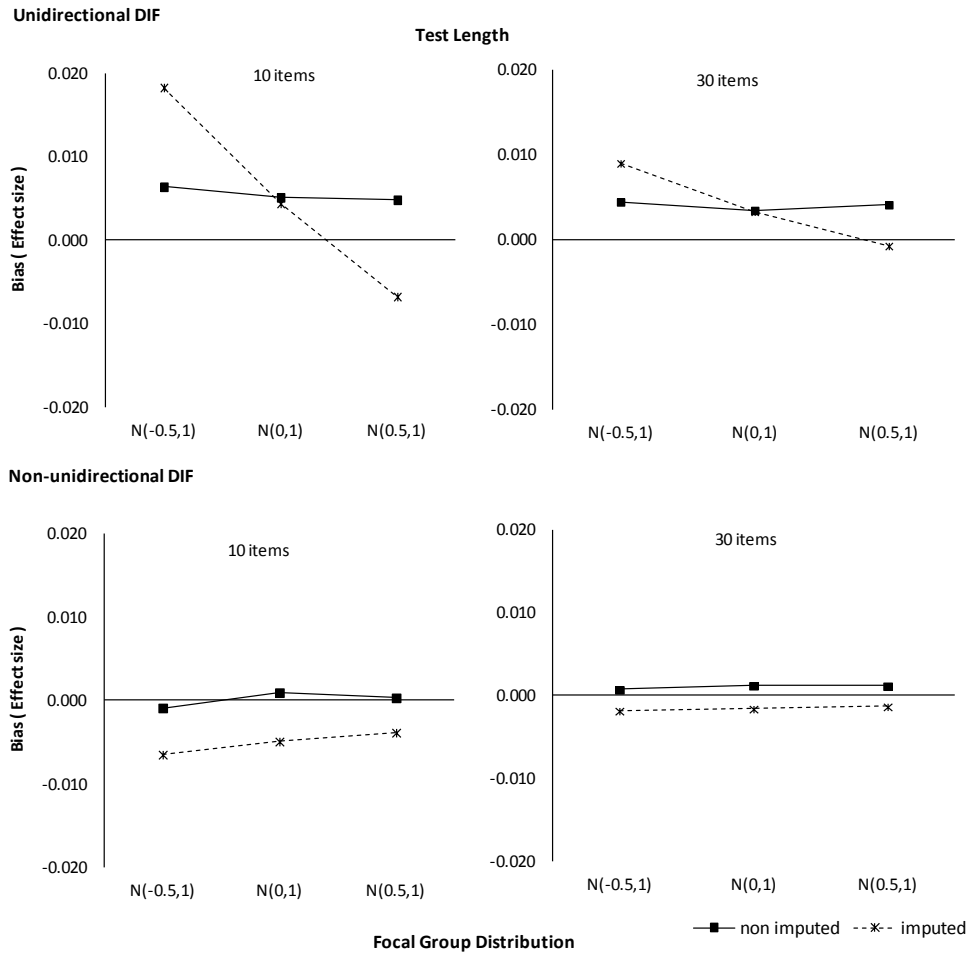 Unidirectional DIF
Test Length
10 items
0.020
0.010
0.000
-0.010
-0.020
Bias ( Effect size )
N(-0.5,1) N(0,1) N(0.5,1)
30 items
0.020
0.010
0.000
-0.010
-0.020
N(-0.5,1) N(0,1) N(0.5,1)
Non-unidirectional DIF
10 items
0.020
0.010
0.000
-0.010
-0.020
Bias ( Effect size )
N(-0.5,1) N(0,1) N(0.5,1)
30 items
0.020
0.010
0.000
-0.010
-0.020
N(-0.5,1) N(0,1) N(0.5,1)
Focal Group Distribution
non imputed imputed